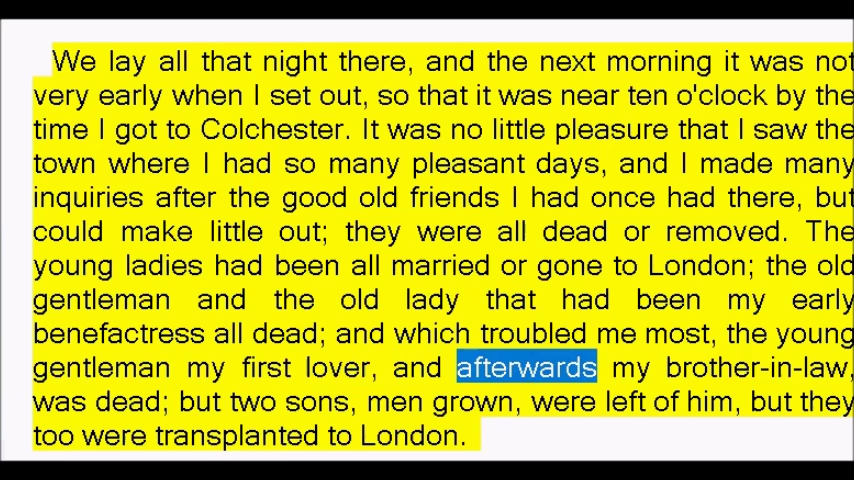 We lay all that night there, and the next morning it was not
very early when I set out, so that it was near ten o'clock by the
time I got to Colchester. It was no little pleasure that I saw the
town where I had so many pleasant days, and I made many
inquiries after the good old friends I had once had there, but
could make little out; they were all dead or removed. The
young ladies had been all married or gone to London; the old
gentleman and the old lady that had been my early
benefactress all dead; and which troubled me most, the young
gentleman my first lover, and afterwards my brother-in-law,
was dead; but two sons, men grown, were left of him, but they
too were transplanted to London.